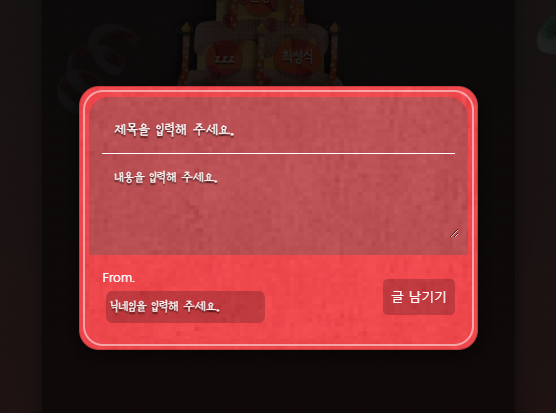 zzz
최성식
제목을 입력해 주세요.
내용을 입력해 주세요.
From.
닉네임을 입력해 주세요.
글 남기기